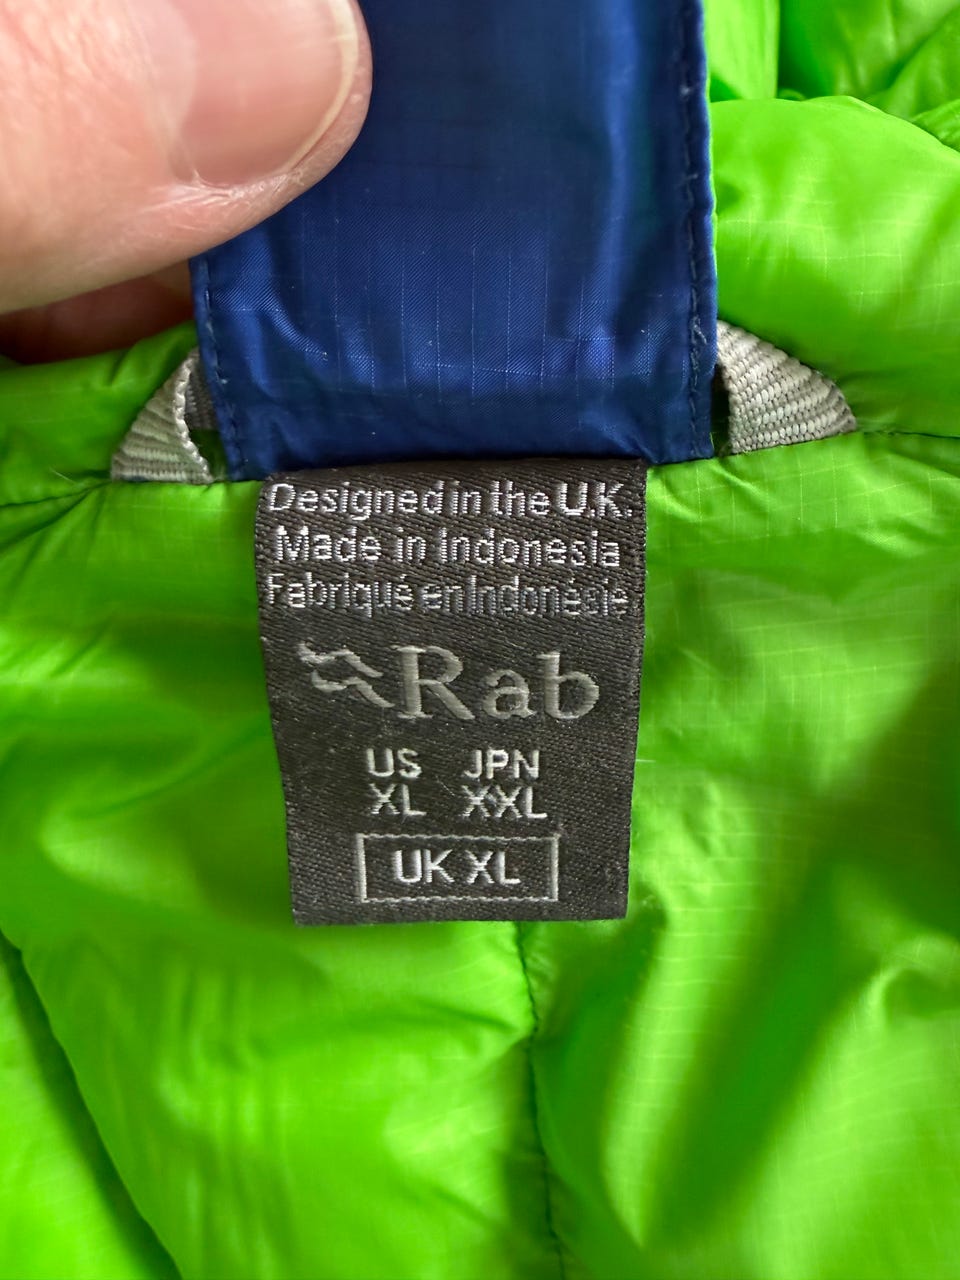 Designed in the U.K.
Made in Indonesia
Fabriqué en Indonésie
Rab
US JPN
XL XXL
UK XL